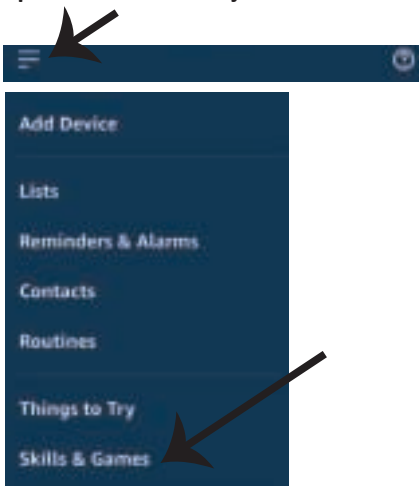 Add Device
Lists
Reminders & Alarms
Contacts
Routines
Things to Try
Skills & Games